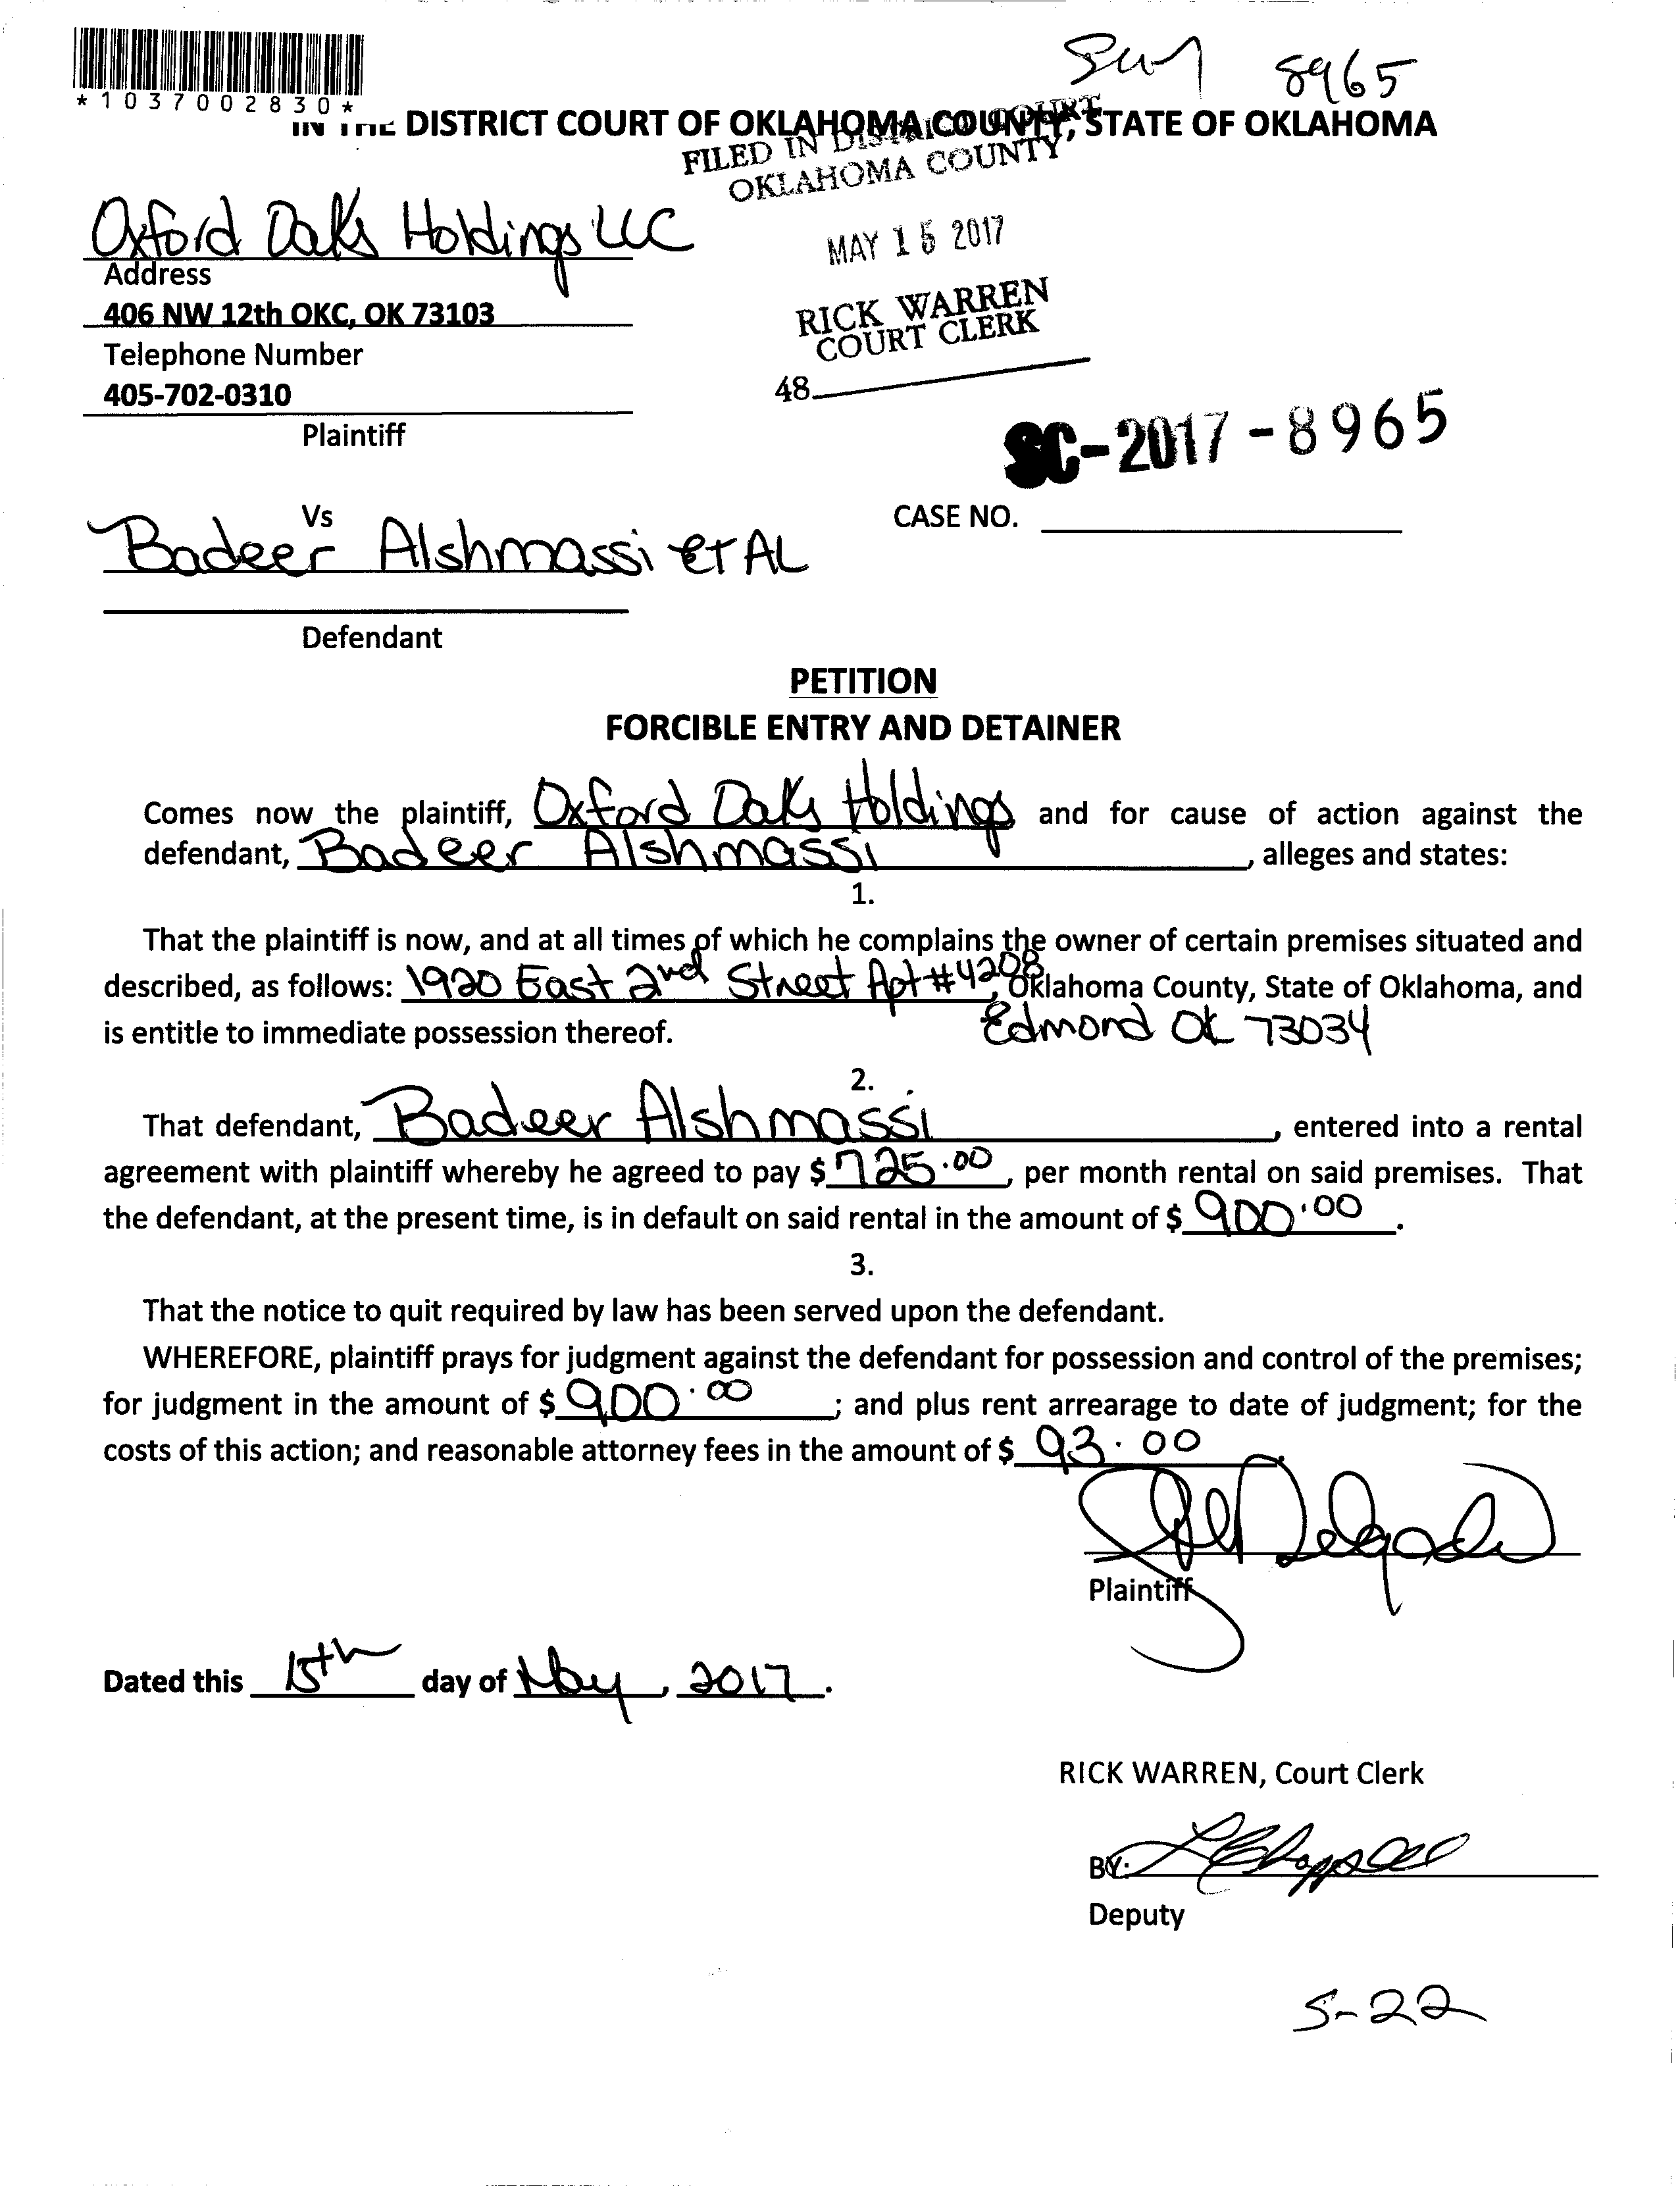 8965
*1037002830*
IN THE DISTRICT COURT OF OKLAHOMA COUNTY, STATE OF OKLAHOMA
FILED IN DISTRICT COURT
OKLAHOMA COUNTY
Oxford Oaks Holdings LLC
MAY 15 2017
Address
406 NW 12th OKC, OK 73103
RICK WARREN
COURT CLERK
Telephone Number
405-702-0310
48
Plaintiff
SC-2017-8965
Vs
CASE NO.
Badeer Alshmassi et AL
Defendant
PETITION
FORCIBLE ENTRY AND DETAINER
Comes now the plaintiff, Oxford Oaks Holdings and for cause of action against the
defendant, Badeer Alshmassi, alleges and states:
1.
That the plaintiff is now, and at all times of which he complains the owner of certain premises situated and
described, as follows: 1920 East 2nd Street Apt #4208, Oklahoma County, State of Oklahoma, and
is entitle to immediate possession thereof. Edmond OK 73034
2.
That defendant, Badeer Alshmassi, entered into a rental
agreement with plaintiff whereby he agreed to pay $725.00, per month rental on said premises. That
the defendant, at the present time, is in default on said rental in the amount of $900.00.
3.
That the notice to quit required by law has been served upon the defendant.
WHEREFORE, plaintiff prays for judgment against the defendant for possession and control of the premises;
for judgment in the amount of $900.00; and plus rent arrearage to date of judgment; for the
costs of this action; and reasonable attorney fees in the amount of $93.00.
Delgado
Plaintiff
Dated this 15th day of May, 2017.
RICK WARREN, Court Clerk
BY:
Deputy
5-22